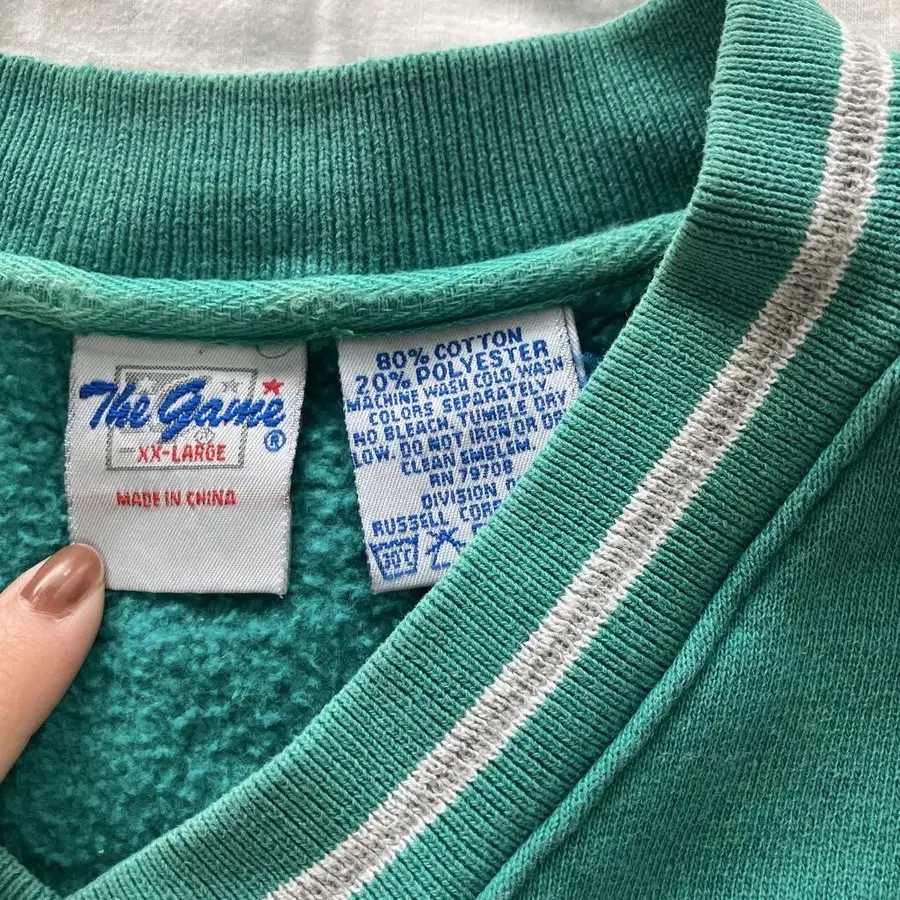 The Game
®
XX-LARGE
MADE IN CHINA
80% COTTON
20% POLYESTER
MACHINE WASH COLD, WASH
COLORS SEPARATELY.
NO BLEACH, TUMBLE DRY
LOW. DO NOT IRON OR
CLEAN EMBLEM.
RN 79708
DIVISION
RUSSELL